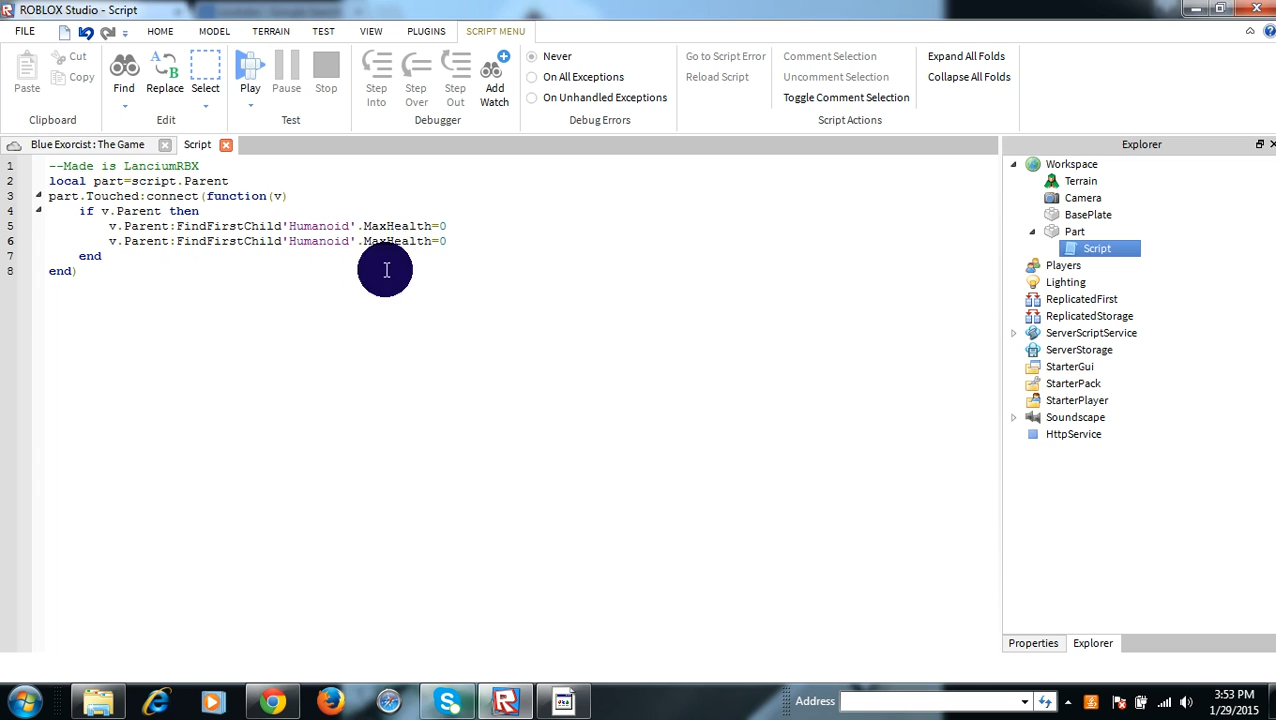 ROBLOX Studio - Script
FILE HOME MODEL TERRAIN TEST VIEW PLUGINS SCRIPT MENU
Paste
Cut
Copy
Clipboard
Find
Replace
Select
Edit
Play
Pause
Stop
Test
Step Into
Step Over
Step Out
Add Watch
Debugger
Never
On All Exceptions
On Unhandled Exceptions
Debug Errors
Go to Script Error
Reload Script
Comment Selection
Uncomment Selection
Toggle Comment Selection
Expand All Folds
Collapse All Folds
Script Actions
Blue Exorcist : The Game
Script
1 --Made is LanciumRBX
2 local part=script.Parent
3 part.Touched:connect(function(v)
4 if v.Parent then
5 v.Parent:FindFirstChild'Humanoid'.MaxHealth=0
6 v.Parent:FindFirstChild'Humanoid'.MaxHealth=0
7 end
8 end)
Explorer
Workspace
Terrain
Camera
BasePlate
Part
Script
Players
Lighting
ReplicatedFirst
ReplicatedStorage
ServerScriptService
ServerStorage
StarterGui
StarterPack
StarterPlayer
Soundscape
HttpService
Properties Explorer
Address
3:53 PM
1/29/2015